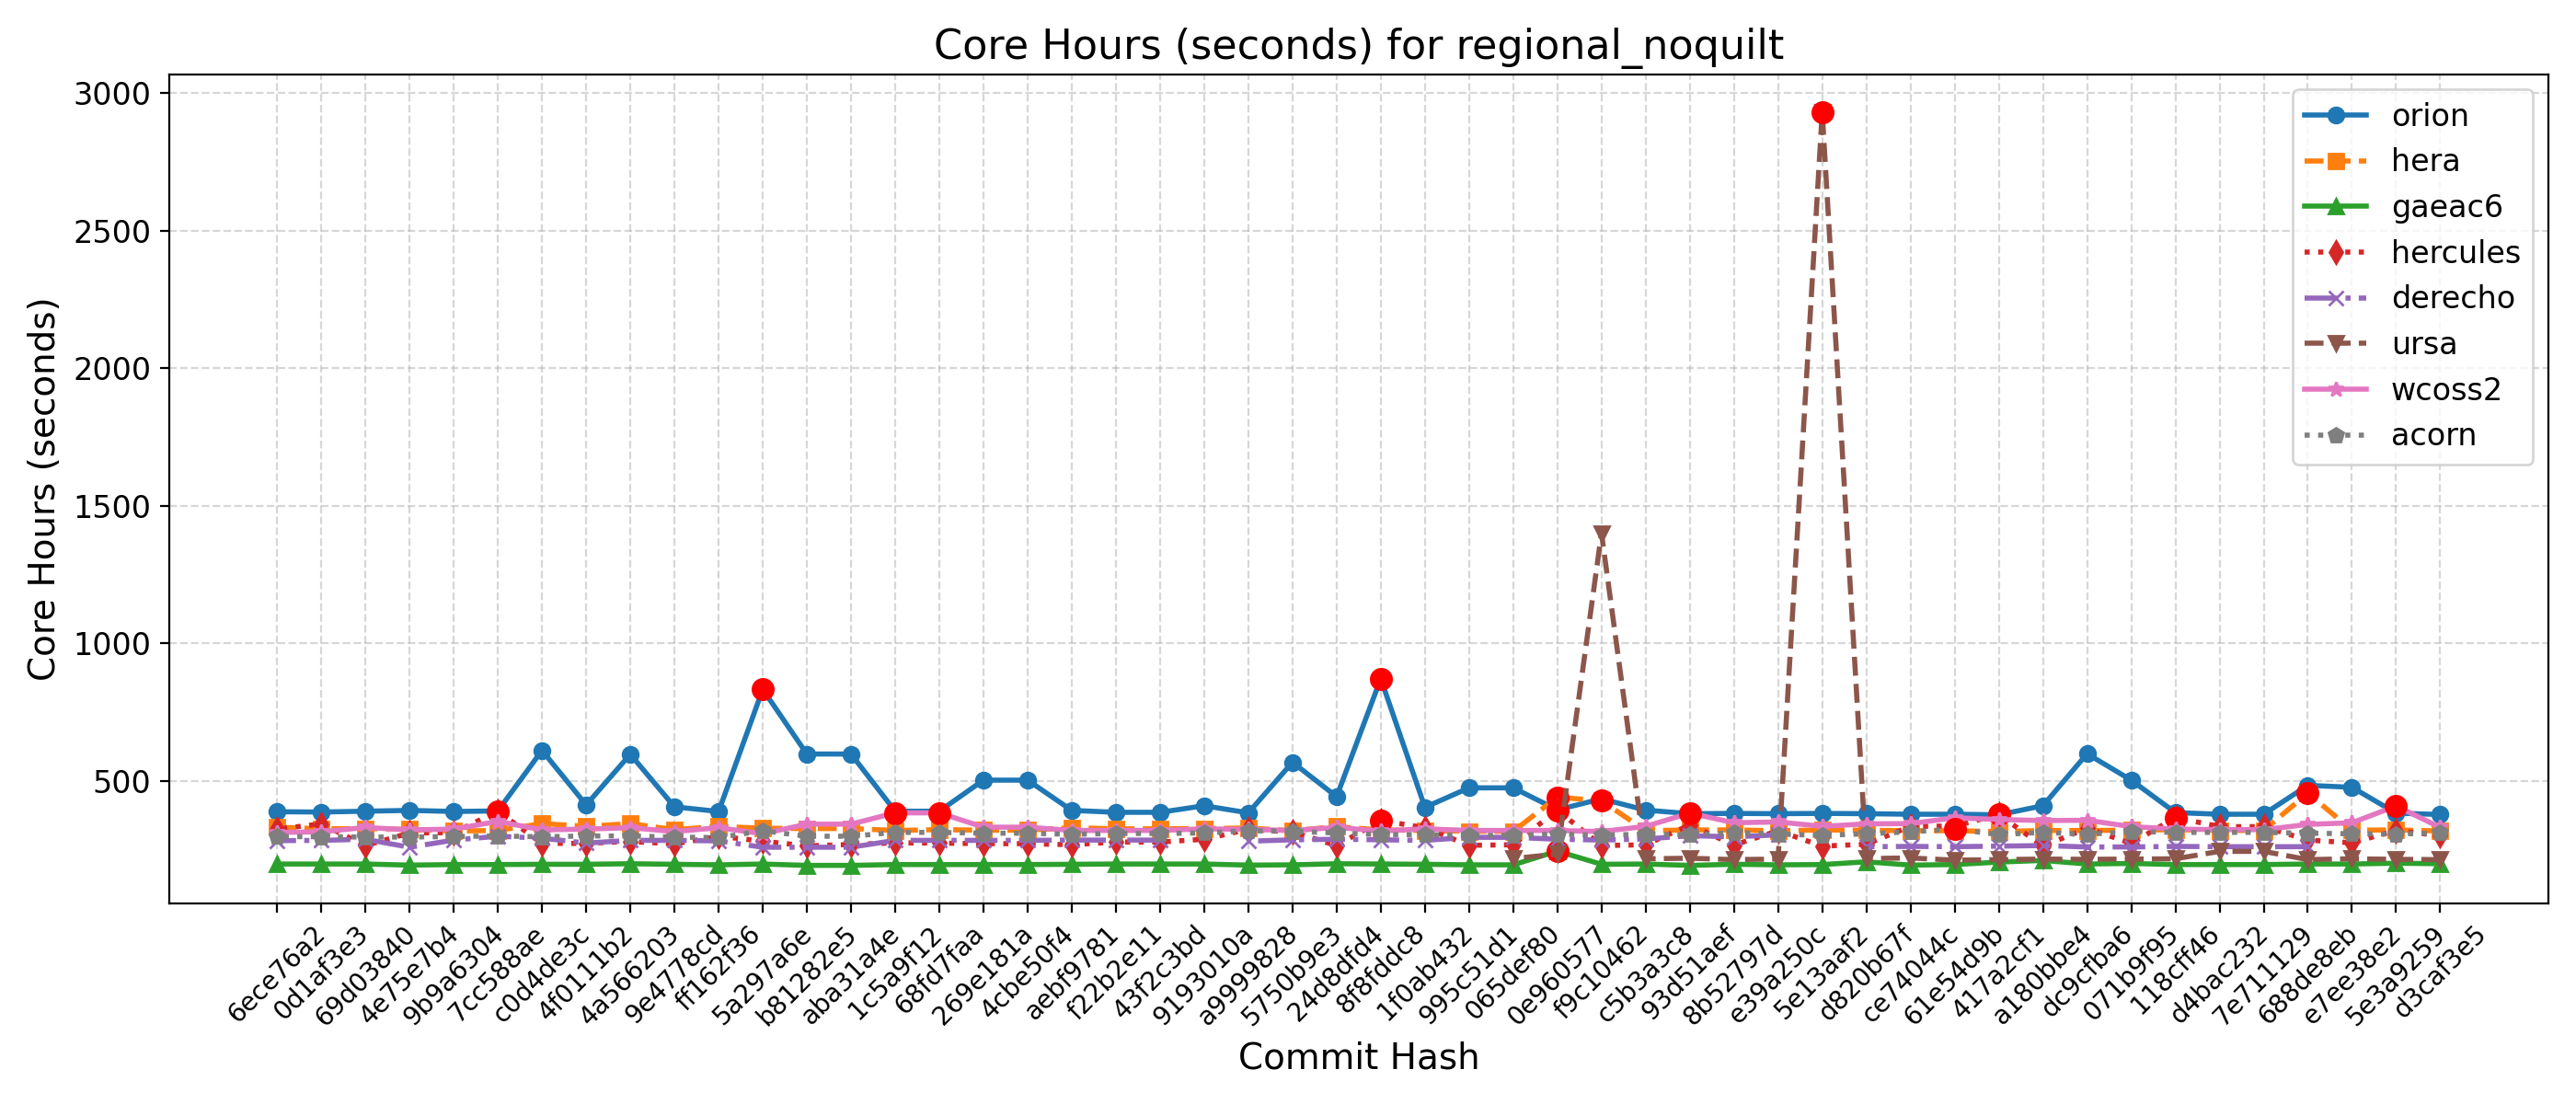 Core Hours (seconds) for regional_noquilt
Core Hours (seconds)
3000
2500
2000
1500
1000
500
orion
hera
gaeac6
hercules
derecho
ursa
wcoss2
acorn
6ece76a2
0d1af3e3
69d03840
4e75e7b4
9b9a6304
7cc588ae
c0d4de3c
4f0111b2
4a566203
9e4778cd
ff162f36
5a297a6e
b81282e5
aba31a4e
1c5a9f12
68fd7faa
269e181a
4cbe50f4
aebf9781
f22b2e11
43f2c3bd
9193010a
a9999828
5750b9e3
24d8dfd4
8f8fddc8
1f0ab432
995c51d1
065def80
0e960577
f9c10462
c5b3a3c8
93d51aef
8b52797d
e39a250c
5e13aaf2
d820b67f
ce74044c
61e54d9b
417a2cf1
a180bbe4
dc9cfba6
071b9f95
118cff46
d4bac232
7e711129
688de8eb
e7ee38e2
5e3a9259
d3caf3e5
Commit Hash